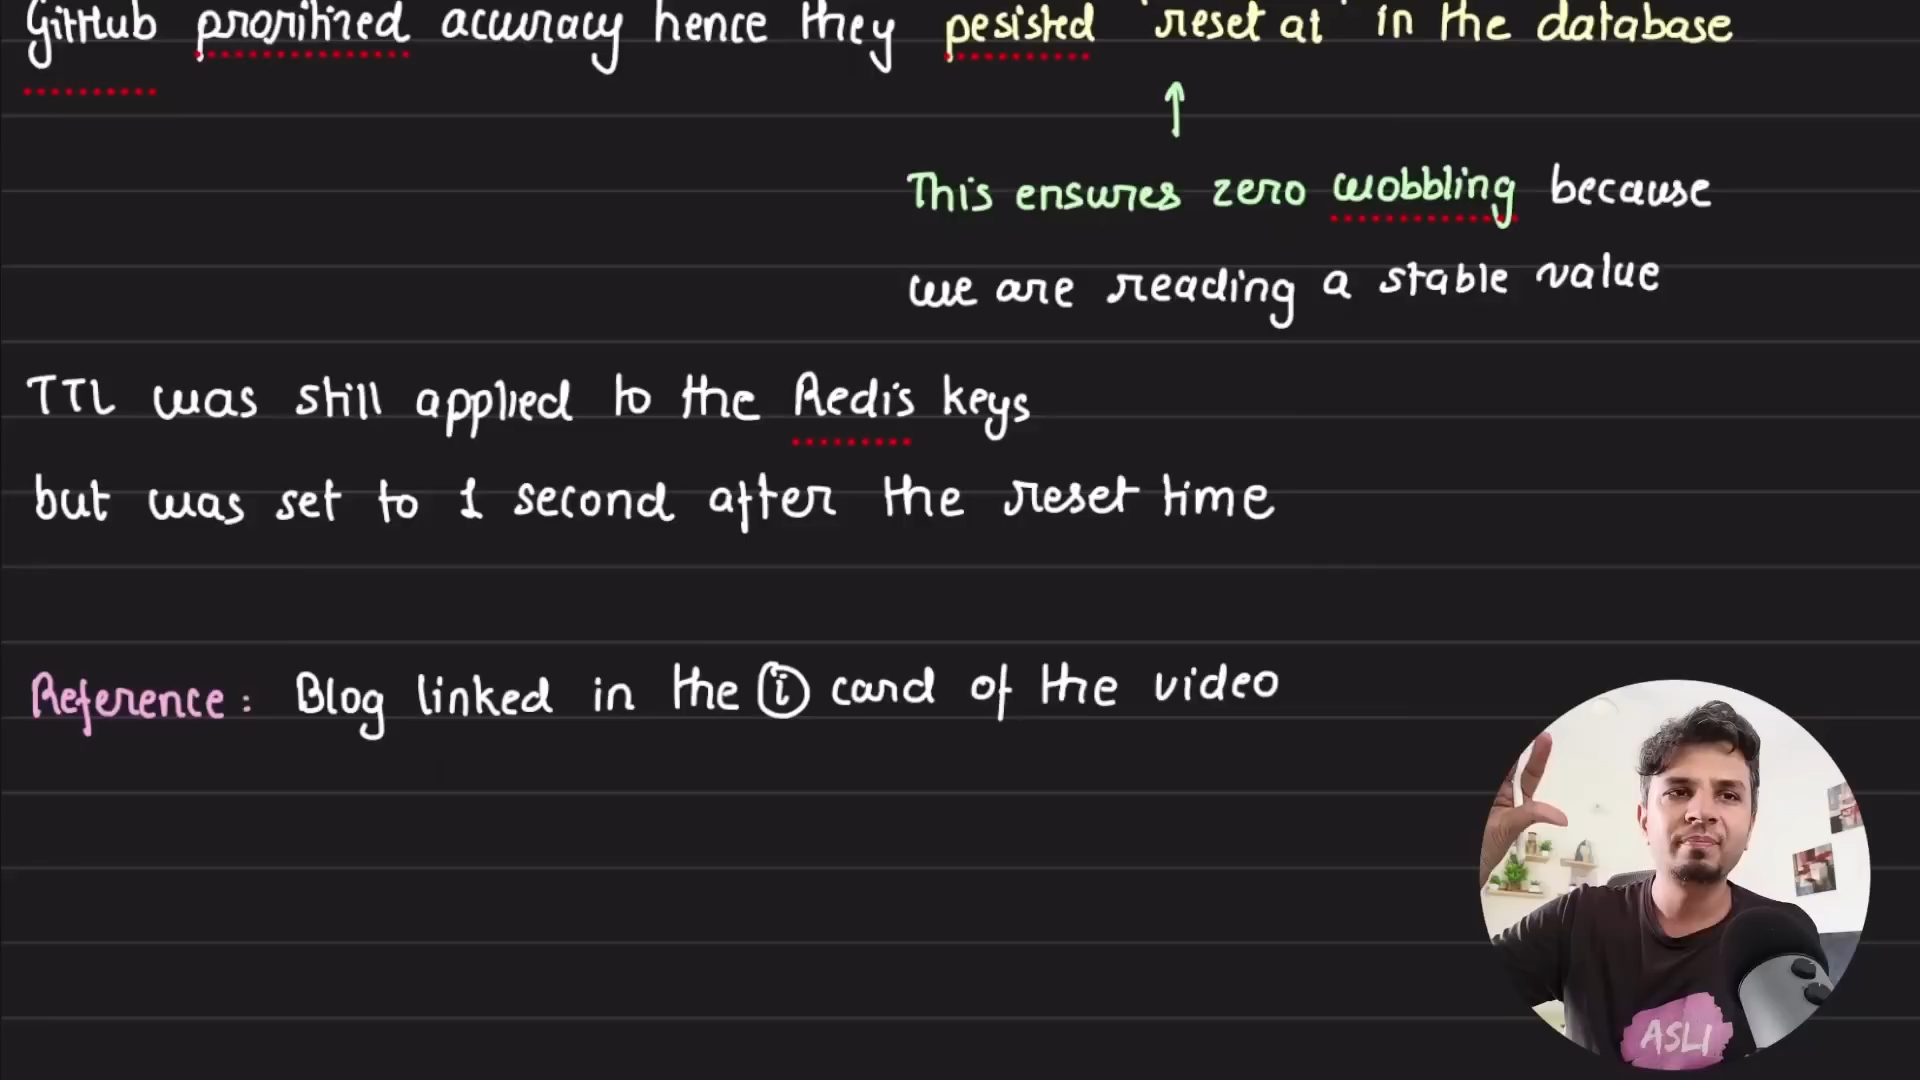 GitHub proritized accuracy hence they pesisted 'reset at' in the database
This ensures zero wobbling because
we are reading a stable value
TTL was still applied to the Redis keys
but was set to 1 second after the reset time
Reference: Blog linked in the i card of the video
ASLI